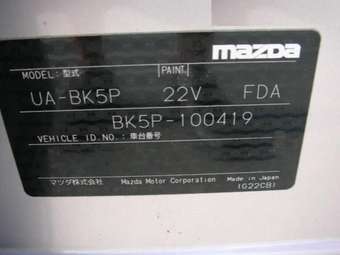 mazda
MODEL: 型式 PAINT
UA-BK5P 22V FDA
BK5P-100419
VEHICLE ID.NO.: 車台番号
マツダ株式会社 Mazda Motor Corporation Made in Japan
(G22CB)